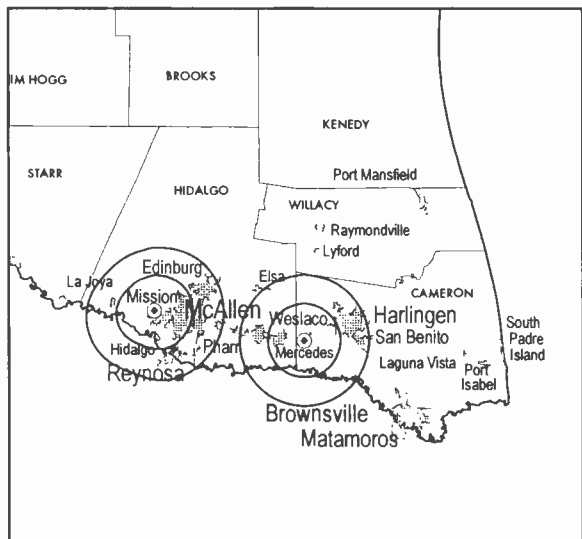 BROOKS
IM HOGG
KENEDY
STARR
Port Mansfield
HIDALGO
WILLACY
Raymondville
Lyford
Edinburg
La Joya
Elsa
Mission
CAMERON
McAllen
Weslaco
Harlingen
South
Padre
Island
San Benito
Hidalgo
Pharr
Mercedes
Laguna Vista
Port
Isabel
Reynosa
Brownsville
Matamoros